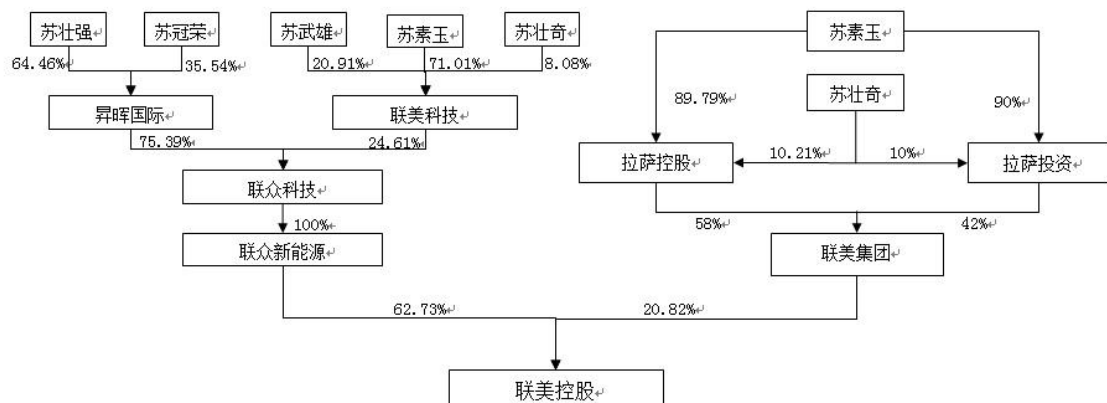 苏壮强
苏冠荣
苏武雄
苏素玉
苏壮奇
苏素玉
64.46%
35.54%
20.91%
71.01%
8.08%
89.79%
苏壮奇
90%
昇晖国际
联美科技
75.39%
24.61%
拉萨控股
10.21%
10%
拉萨投资
联众科技
100%
58%
42%
联众新能源
联美集团
62.73%
20.82%
联美控股